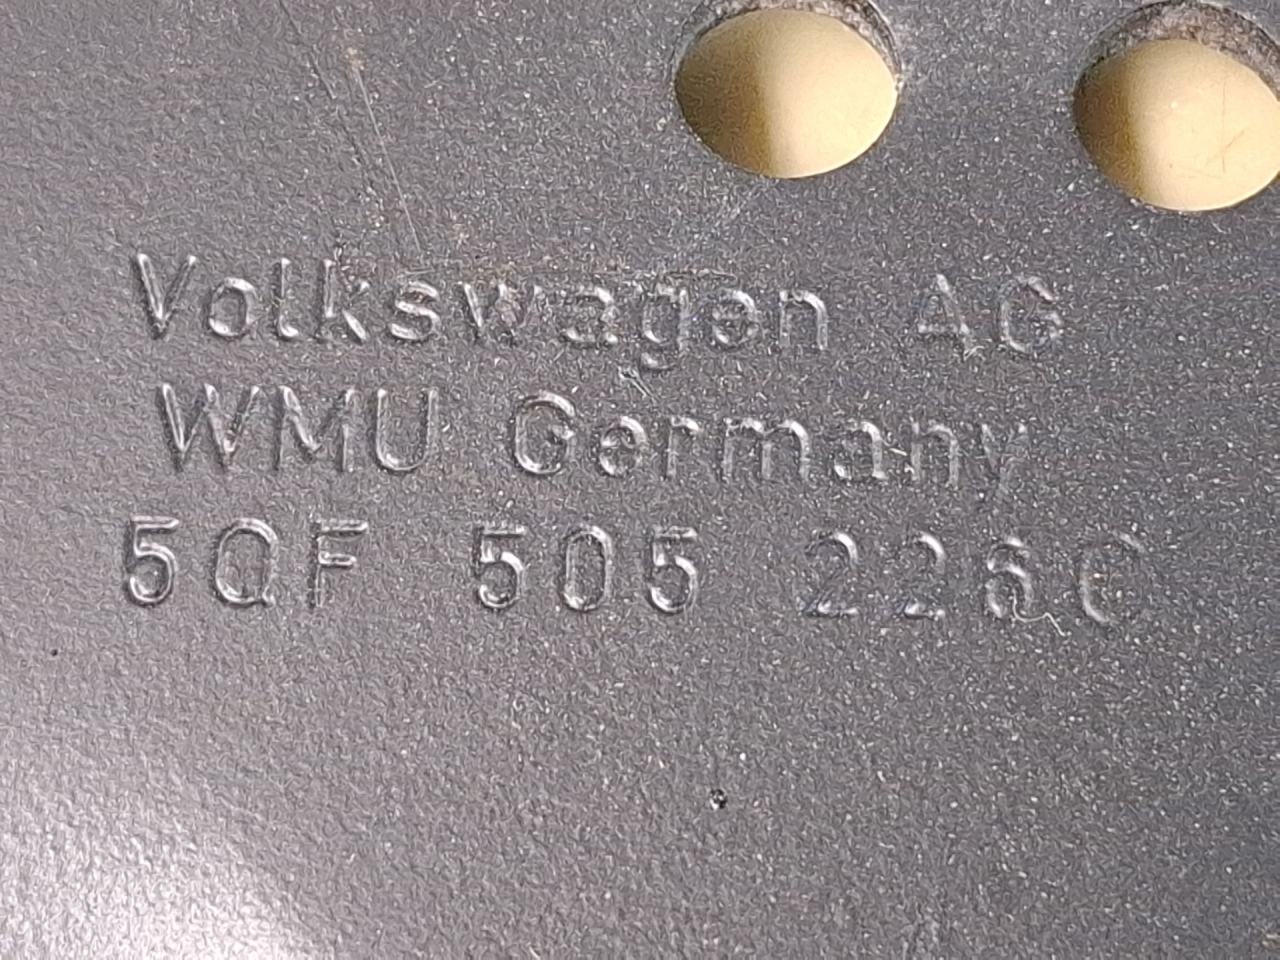 Volkswagen AG
WMU Germany
5QF 505 226C